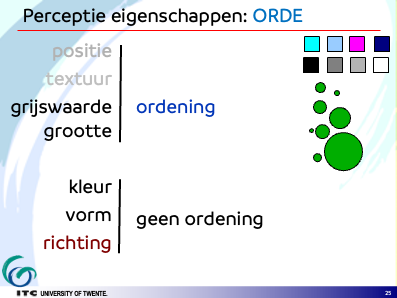 Perceptie eigenschappen: ORDE
positie
textuur
grijswaarde
grootte
ordening
kleur
vorm
richting
geen ordening
ITC UNIVERSITY OF TWENTE.
25